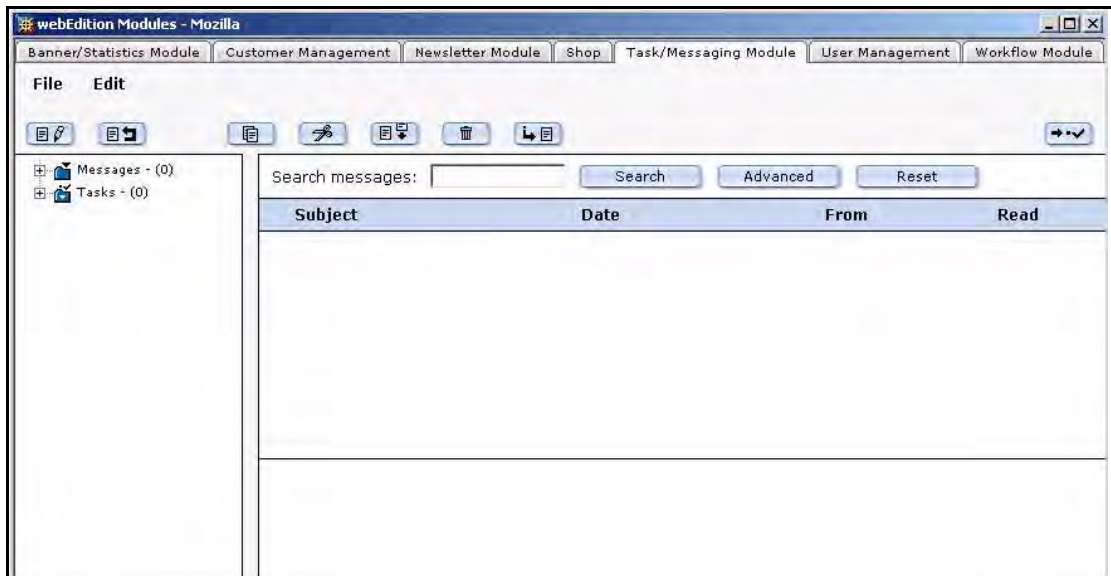 webEdition Modules - Mozilla
Banner/Statistics Module Customer Management Newsletter Module Shop Task/Messaging Module User Management Workflow Module
File Edit
Messages - (0)
Tasks - (0)
Search messages: Search Advanced Reset
Subject Date From Read